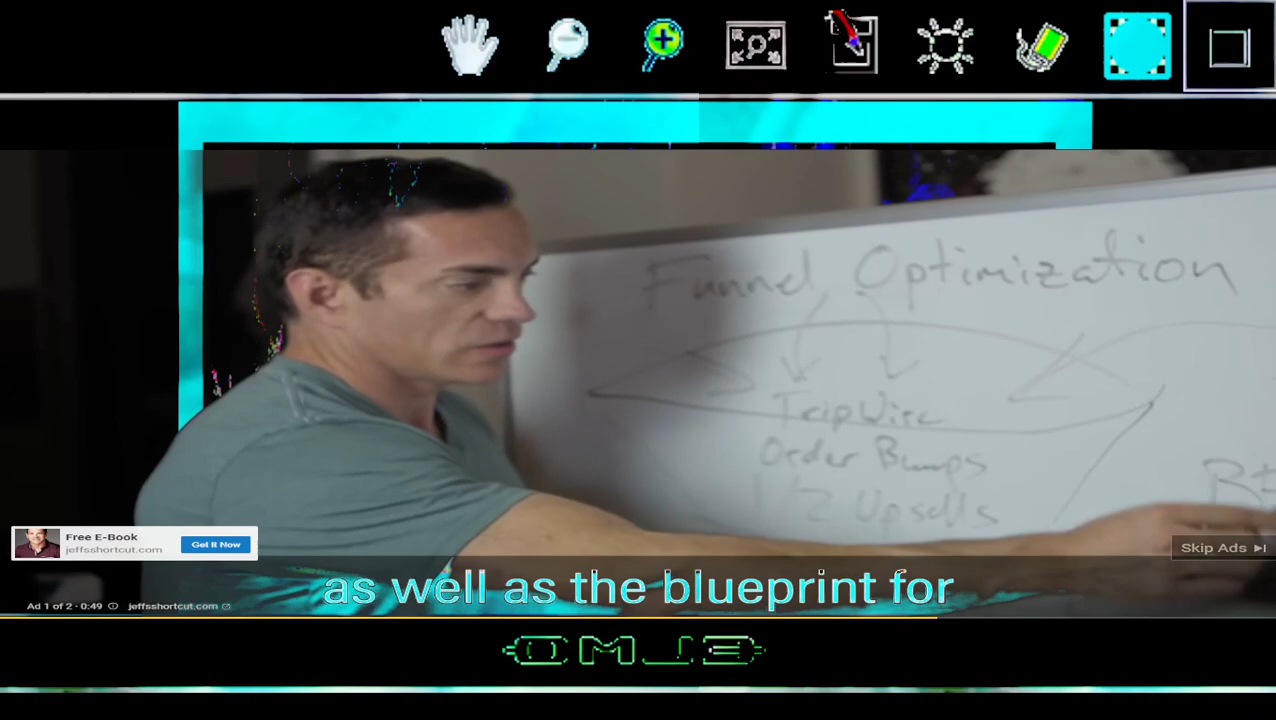 Funnel Optimization
TripWire
Order Bumps
1/2 Upsells
Free E-Book
jeffsshortcut.com
Get It Now
Skip Ads
as well as the blueprint for
Ad 1 of 2 · 0:49
jeffsshortcut.com